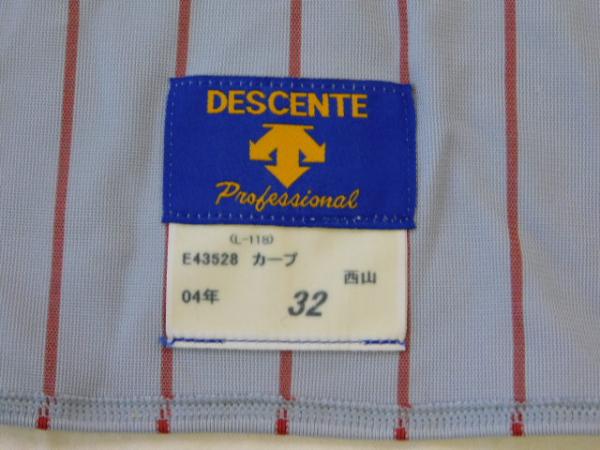 DESCENTE
Professional
(L-118)
E43528 カープ
西山
04年 32